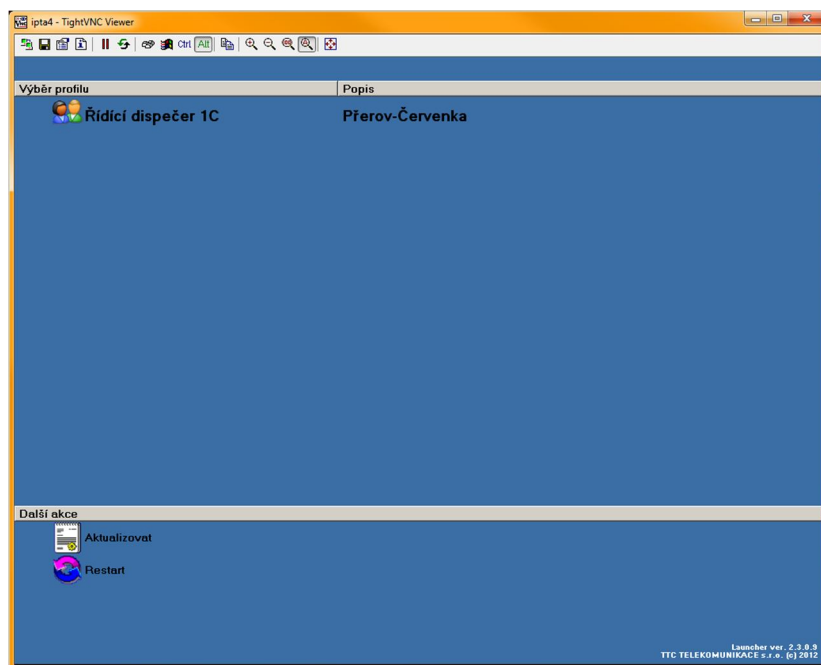 ipta4 - TightVNC Viewer
Ctrl Alt
Výběr profilu Popis
Řídící dispečer 1C Přerov-Červenka
Další akce
Aktualizovat
Restart
Launcher ver. 2.3.0.9
TTC TELEKOMUNIKACE s.r.o. (c) 2012